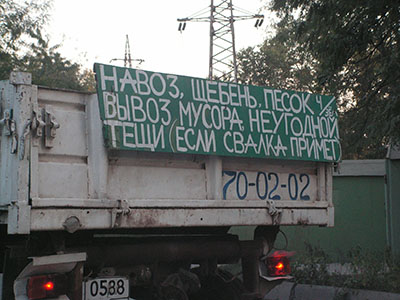 НАВОЗ, ЩЕБЕНЬ, ПЕСОК
ВЫВОЗ МУСОРА, НЕУГОДНОЙ
ТЕЩИ (ЕСЛИ СВАЛКА ПРИМЕТ)
70-02-02
0588